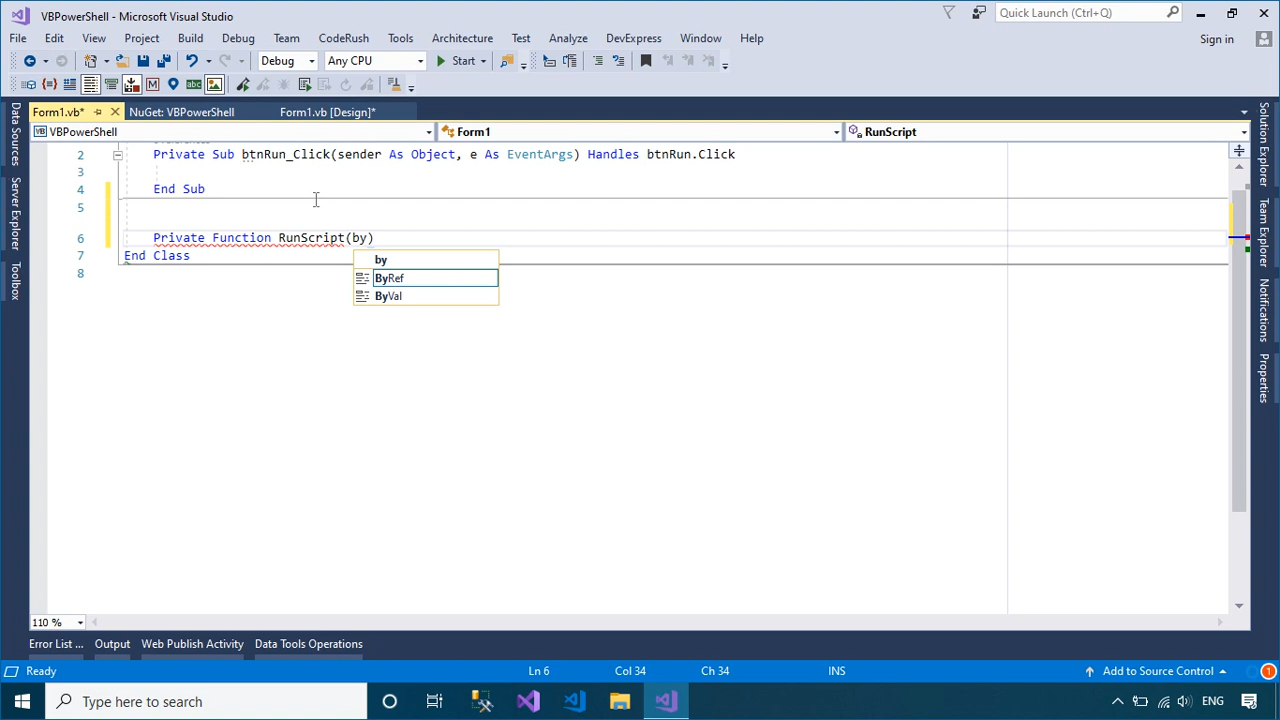 VBPowerShell - Microsoft Visual Studio
Quick Launch (Ctrl+Q)
File Edit View Project Build Debug Team CodeRush Tools Architecture Test Analyze DevExpress Window Help
Sign in
Debug Any CPU Start
abc
Form1.vb* NuGet: VBPowerShell Form1.vb [Design]*
VB VBPowerShell Form1 RunScript
2 Private Sub btnRun_Click(sender As Object, e As EventArgs) Handles btnRun.Click
3
4 End Sub
5
6 Private Function RunScript(by)
7 End Class
8
by
ByRef
ByVal
Data Sources
Server Explorer
Toolbox
Solution Explorer
Team Explorer
Notifications
Properties
110 %
Error List ... Output Web Publish Activity Data Tools Operations
Ready Ln 6 Col 34 Ch 34 INS Add to Source Control 1
Type here to search
ENG